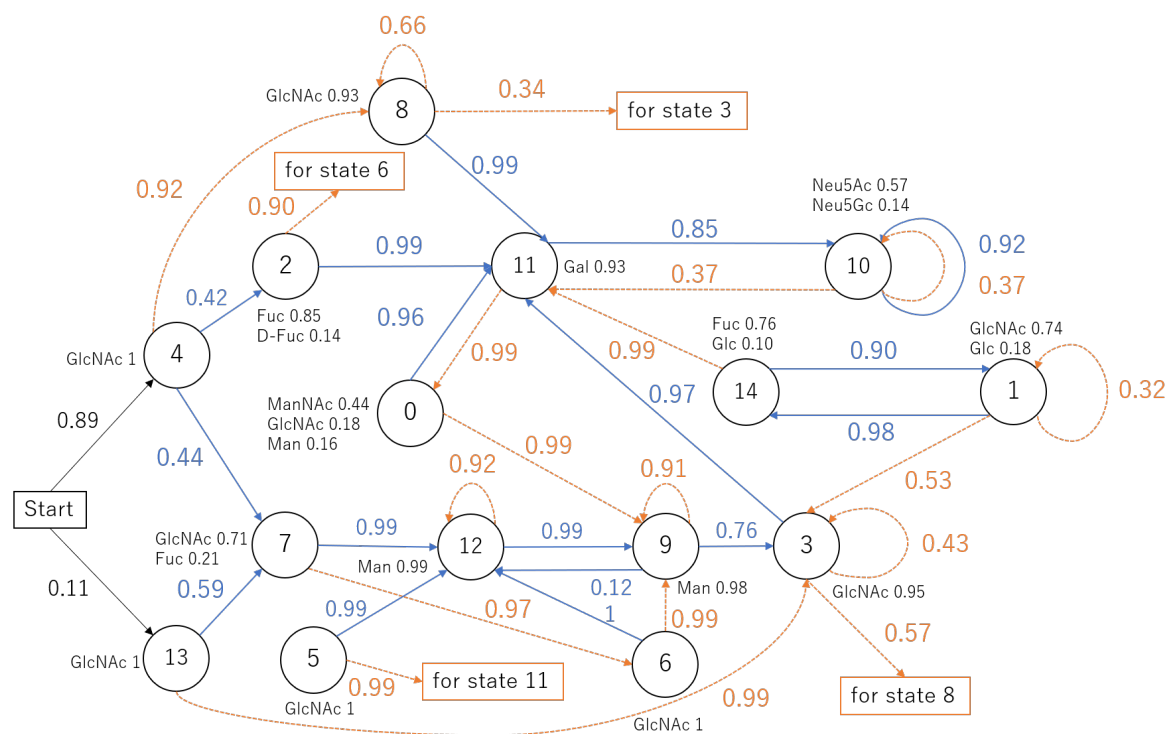 0.66
GlcNAc 0.93
8
0.34
for state 3
0.99
for state 6
0.92
0.90
Neu5Ac 0.57
Neu5Gc 0.14
2
0.99
11
Gal 0.93
0.85
10
0.92
0.37
0.37
0.42
Fuc 0.85
D-Fuc 0.14
0.96
4
GlcNAc 1
0.99
0.99
Fuc 0.76
Glc 0.10
0.90
GlcNAc 0.74
Glc 0.18
14
1
0.32
0.98
0.89
ManNAc 0.44
GlcNAc 0.18
Man 0.16
0
0.97
0.44
0.99
0.92
0.91
0.53
Start
GlcNAc 0.71
Fuc 0.21
7
0.99
12
Man 0.99
0.99
9
Man 0.98
0.76
3
GlcNAc 0.95
0.43
0.11
0.59
0.99
0.97
0.12
1
0.99
0.57
13
GlcNAc 1
5
GlcNAc 1
0.99
for state 11
6
GlcNAc 1
0.99
for state 8